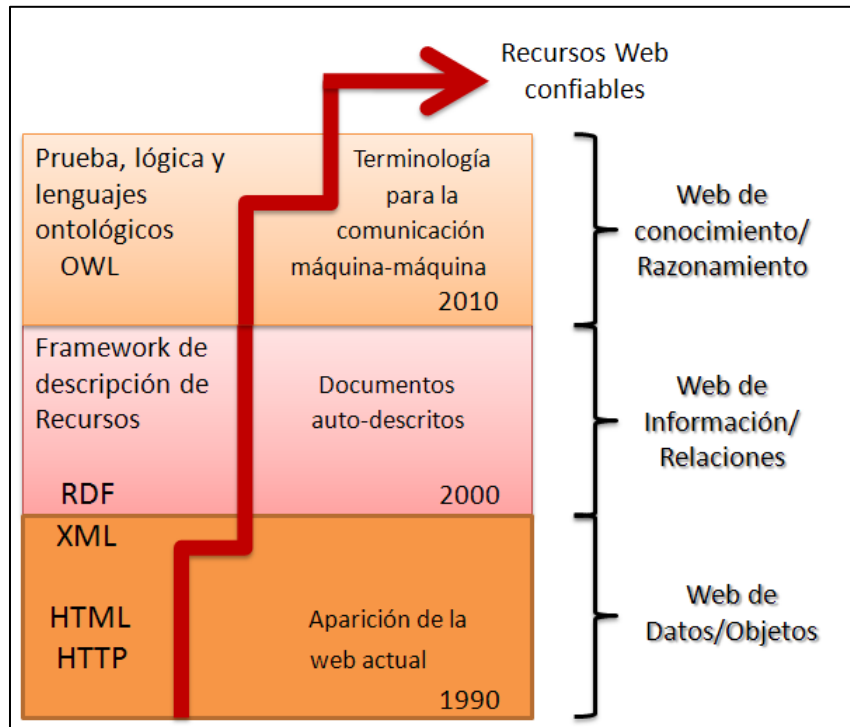 Recursos Web
confiables
Prueba, lógica y
lenguajes
ontológicos
OWL
Terminología
para la
comunicación
máquina-máquina
2010
Web de
conocimiento/
Razonamiento
Framework de
descripción de
Recursos
RDF
Documentos
auto-descritos
2000
Web de
Información/
Relaciones
XML
HTML
HTTP
Aparición de la
web actual
1990
Web de
Datos/Objetos